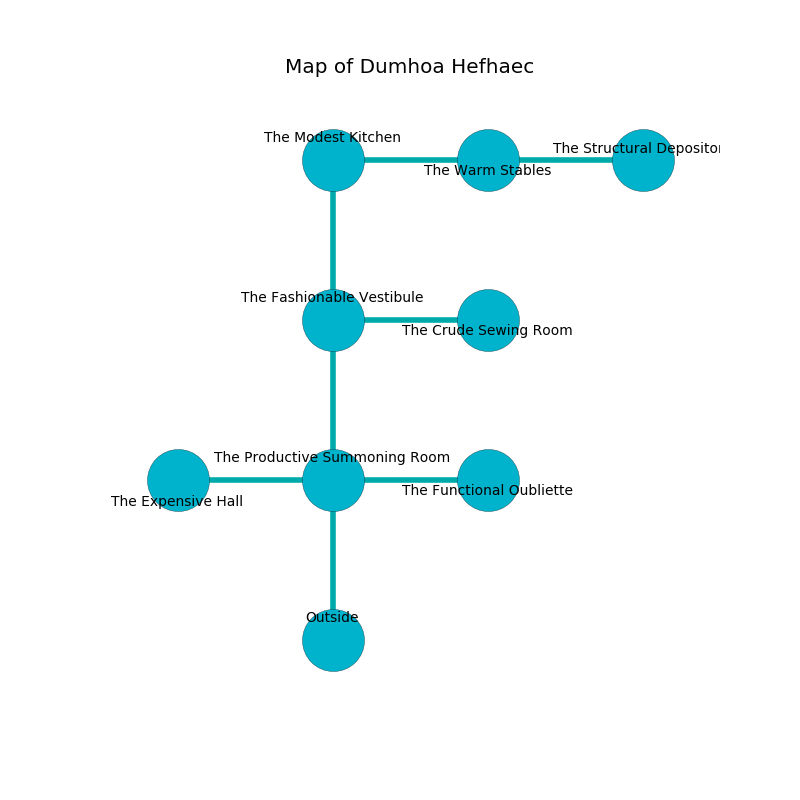 Map of Dumhoa Hefhaec
The Modest Kitchen
The Structural Depositor
The Warm Stables
The Fashionable Vestibule
The Crude Sewing Room
The Productive Summoning Room
The Functional Oubliette
The Expensive Hall
Outside